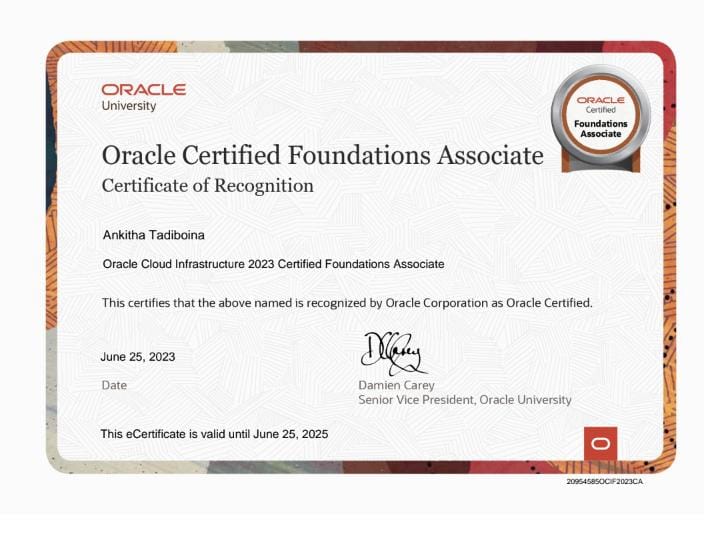 ORACLE
University
ORACLE
Certified
Foundations
Associate
Oracle Certified Foundations Associate
Certificate of Recognition
Ankitha Tadiboina
Oracle Cloud Infrastructure 2023 Certified Foundations Associate
This certifies that the above named is recognized by Oracle Corporation as Oracle Certified.
June 25, 2023
Date
DCarey
Damien Carey
Senior Vice President, Oracle University
This eCertificate is valid until June 25, 2025
20954585OCIF2023CA